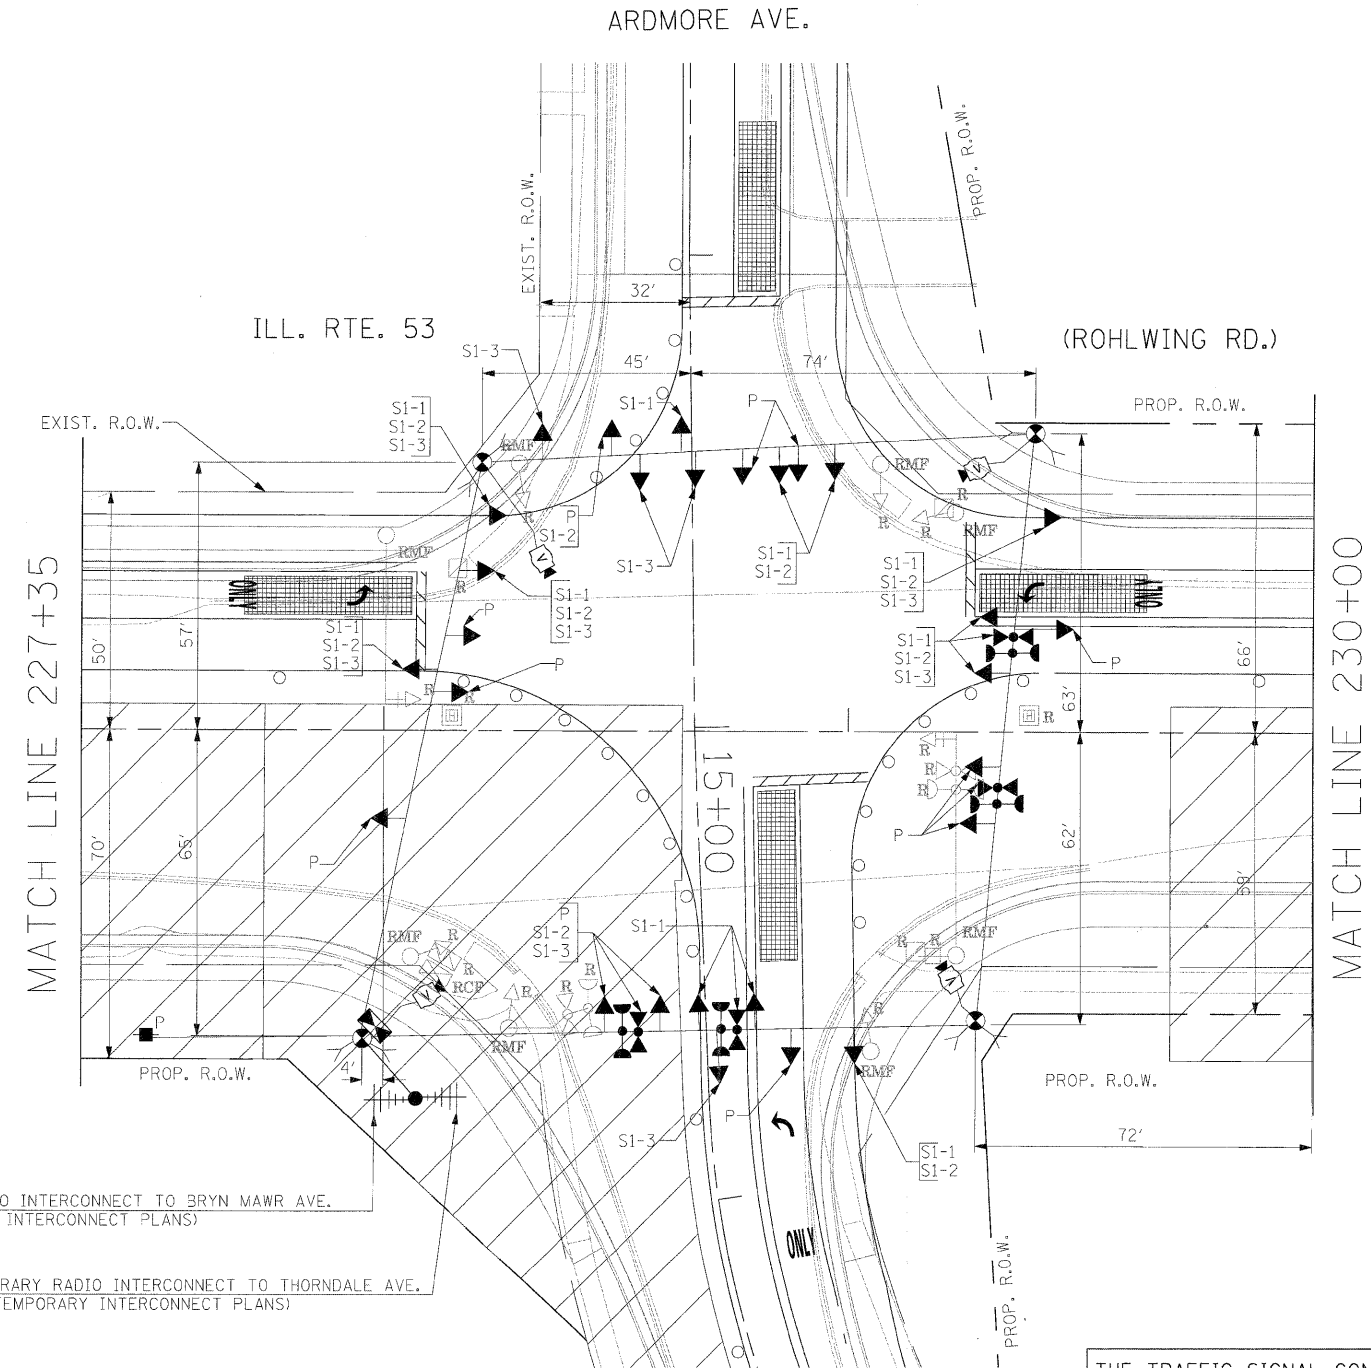 ARDMORE AVE.
PROP. R.O.W.
EXIST. R.O.W.
32'
ILL. RTE. 53
(ROHLWING RD.)
S1-3
45'
74'
S1-1
P
PROP. R.O.W.
EXIST. R.O.W.
S1-1
S1-2
S1-3
RMF
RMF
R
R
R
R
RMF
P
S1-2
V
V
RMF
R
S1-3
S1-1
S1-2
S1-1
S1-2
S1-3
ONLY
ONLY
S1-1
S1-2
S1-3
P
S1-1
S1-2
S1-3
S1-1
S1-2
S1-3
P
P
50'
57'
66'
63'
R
R
H
H R
MATCH LINE 227+35
MATCH LINE 230+00
15+00
R
R
R
P
P
70'
65'
62'
59'
P
S1-2
S1-3
S1-1
RMF
R
R
RCF
R
R
R
R
R
RMF
V
V
R
P
RMF
RMF
4'
PROP. R.O.W.
PROP. R.O.W.
P
S1-3
72'
S1-1
S1-2
O INTERCONNECT TO BRYN MAWR AVE.
INTERCONNECT PLANS)
ONLY
PROP. R.O.W.
RARY RADIO INTERCONNECT TO THORNDALE AVE.
TEMPORARY INTERCONNECT PLANS)
THE TRAFFIC SIGNAL CON